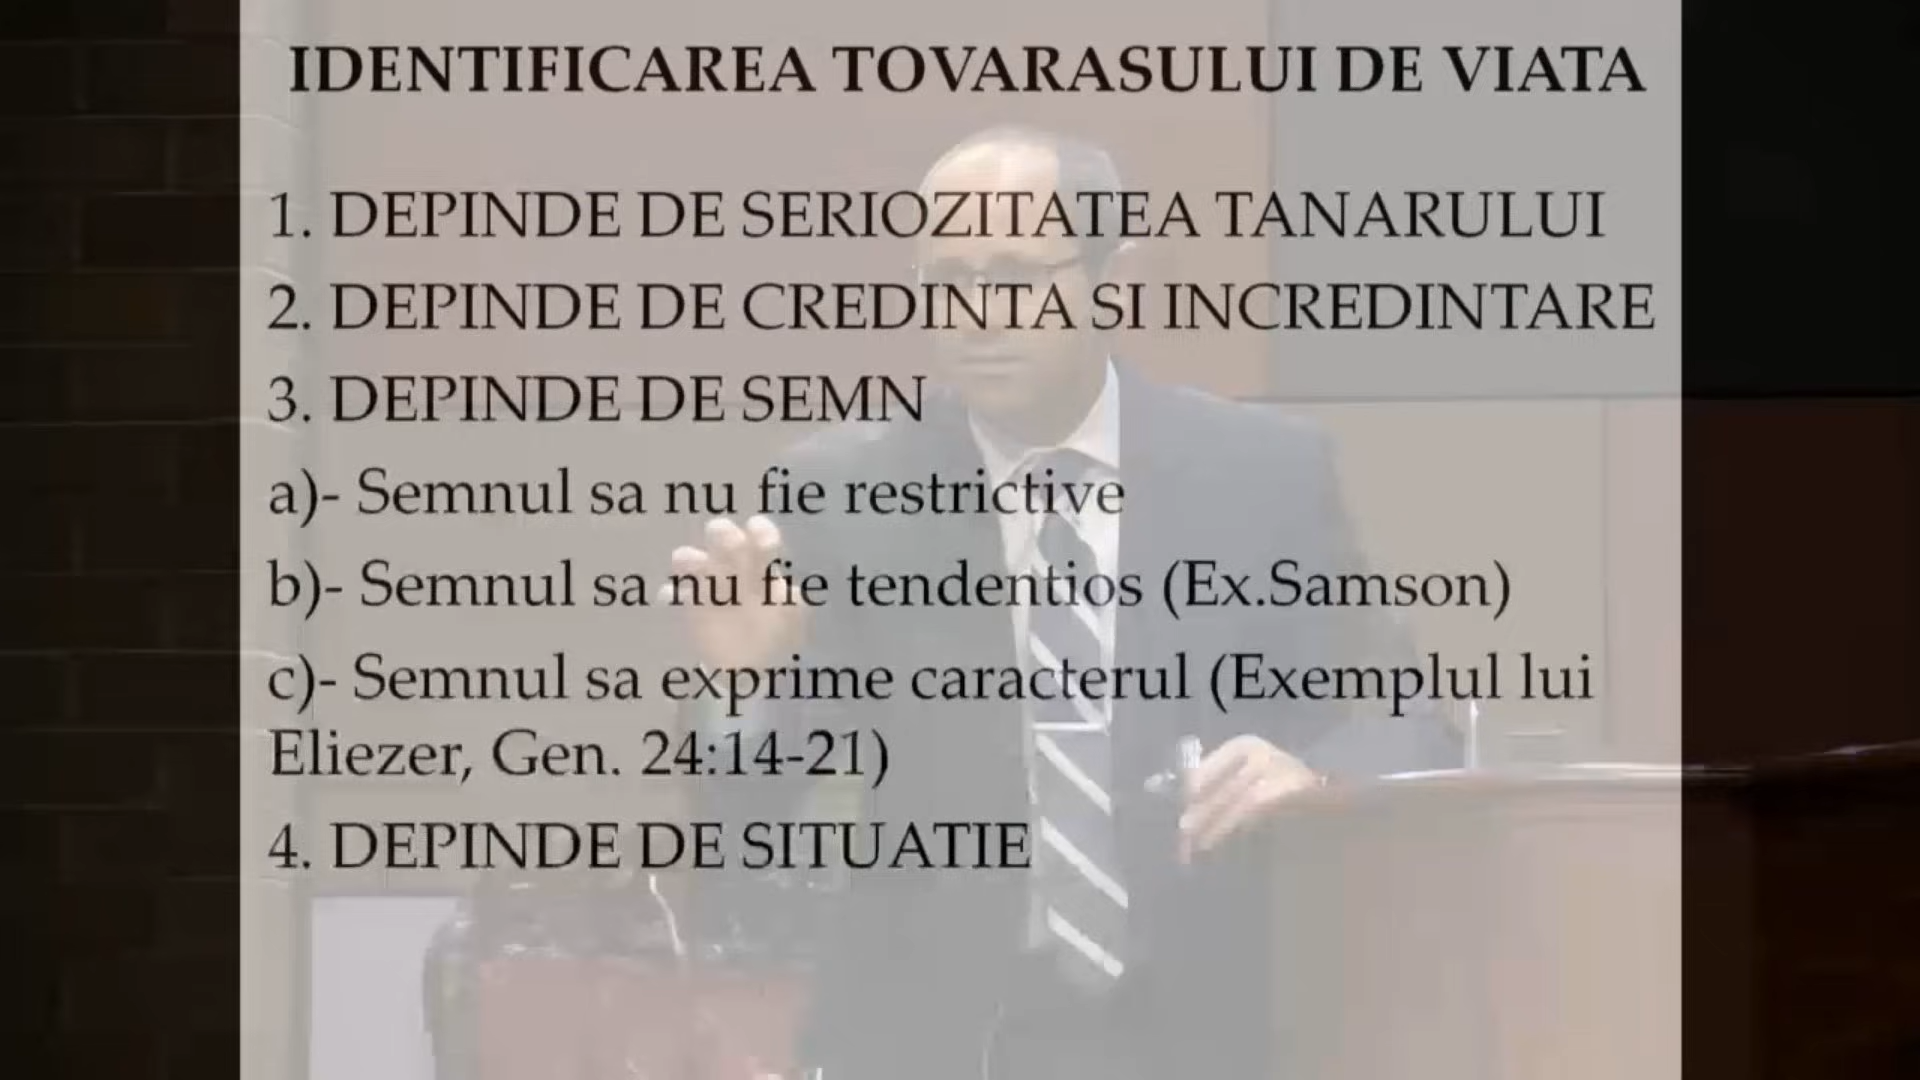 IDENTIFICAREA TOVARASULUI DE VIATA
1. DEPINDE DE SERIOZITATEA TANARULUI
2. DEPINDE DE CREDINTA SI INCREDINTARE
3. DEPINDE DE SEMN
a)- Semnul sa nu fie restrictive
b)- Semnul sa nu fie tendentios (Ex.Samson)
c)- Semnul sa exprime caracterul (Exemplul lui
Eliezer, Gen. 24:14-21)
4. DEPINDE DE SITUATIE